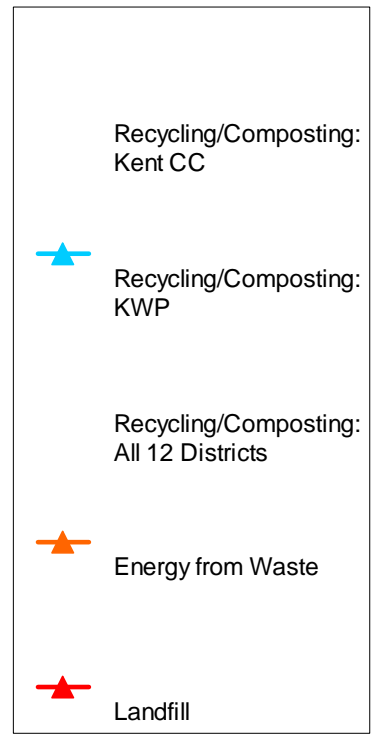 Recycling/Composting:
Kent CC
Recycling/Composting:
KWP
Recycling/Composting:
All 12 Districts
Energy from Waste
Landfill